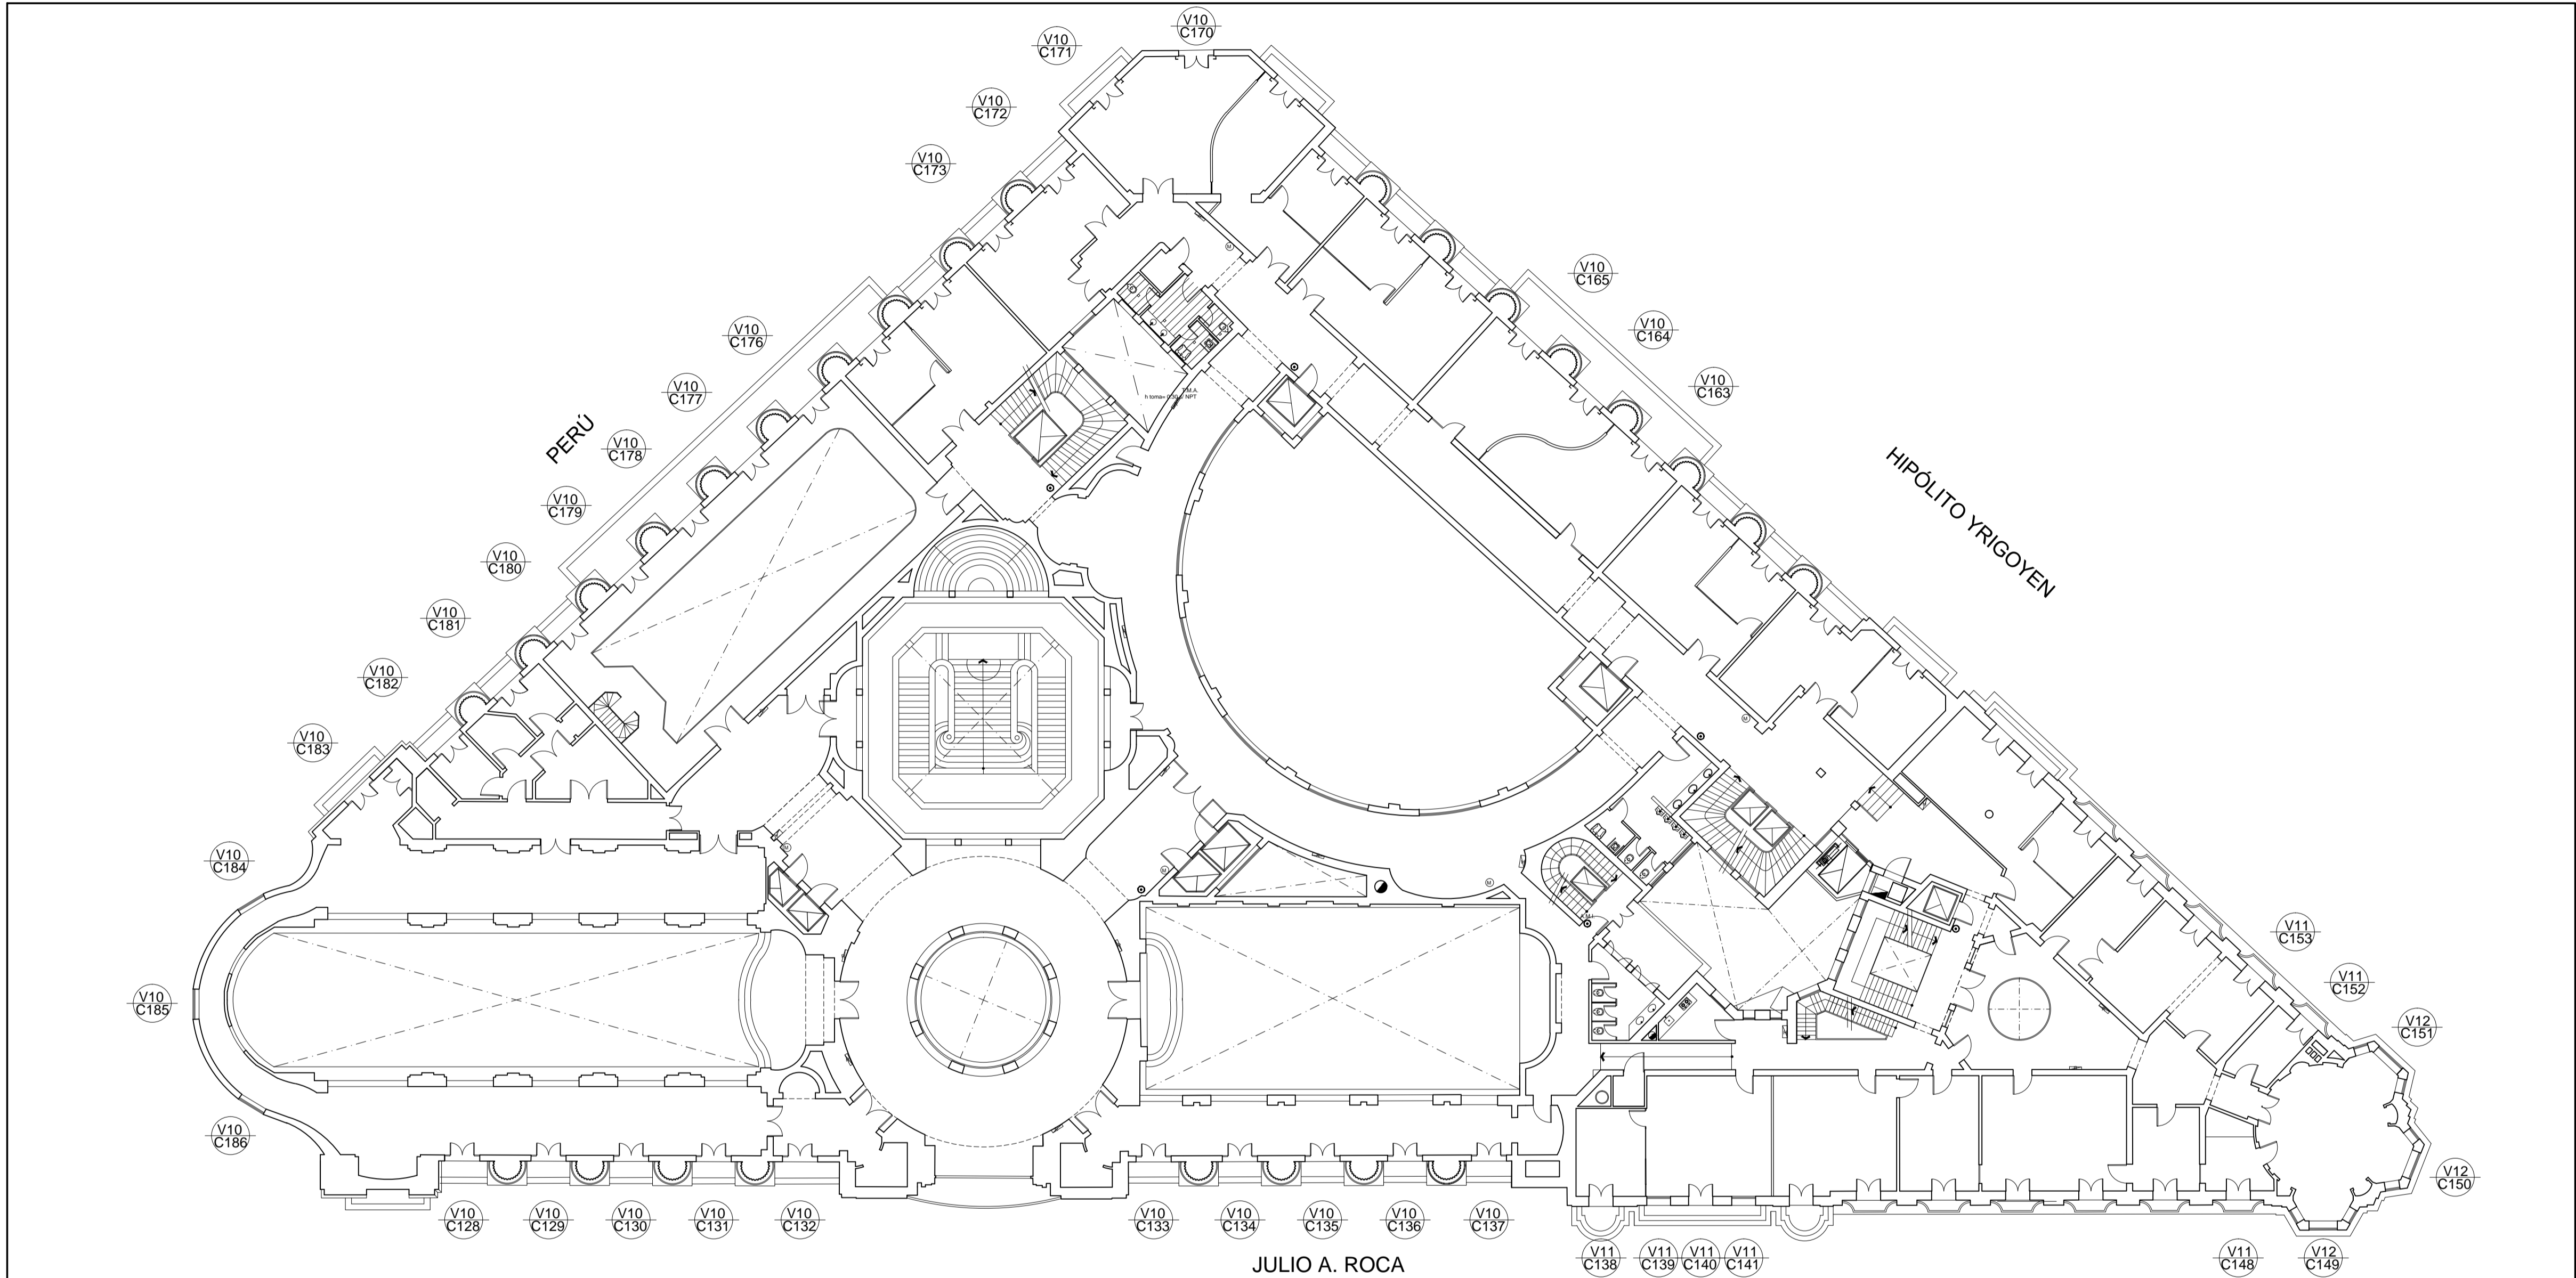 V10
C170
V10
C171
V10
C172
V10
C173
V10
C165
V10
C176
V10
C164
V10
C177
V10
C163
T.M.A.
V10
C178
PERÚ
HIPÓLITO YRIGOYEN
V10
C179
V10
C180
V10
C181
V10
C182
V10
C183
V10
C184
V11
C153
V11
C152
V10
C185
V12
C151
V10
C186
V12
C150
V10
C128
V10
C129
V10
C130
V10
C131
V10
C132
V10
C133
V10
C134
V10
C135
V10
C136
V10
C137
V11
C138
V11
C139
V11
C140
V11
C141
V11
C148
V12
C149
JULIO A. ROCA